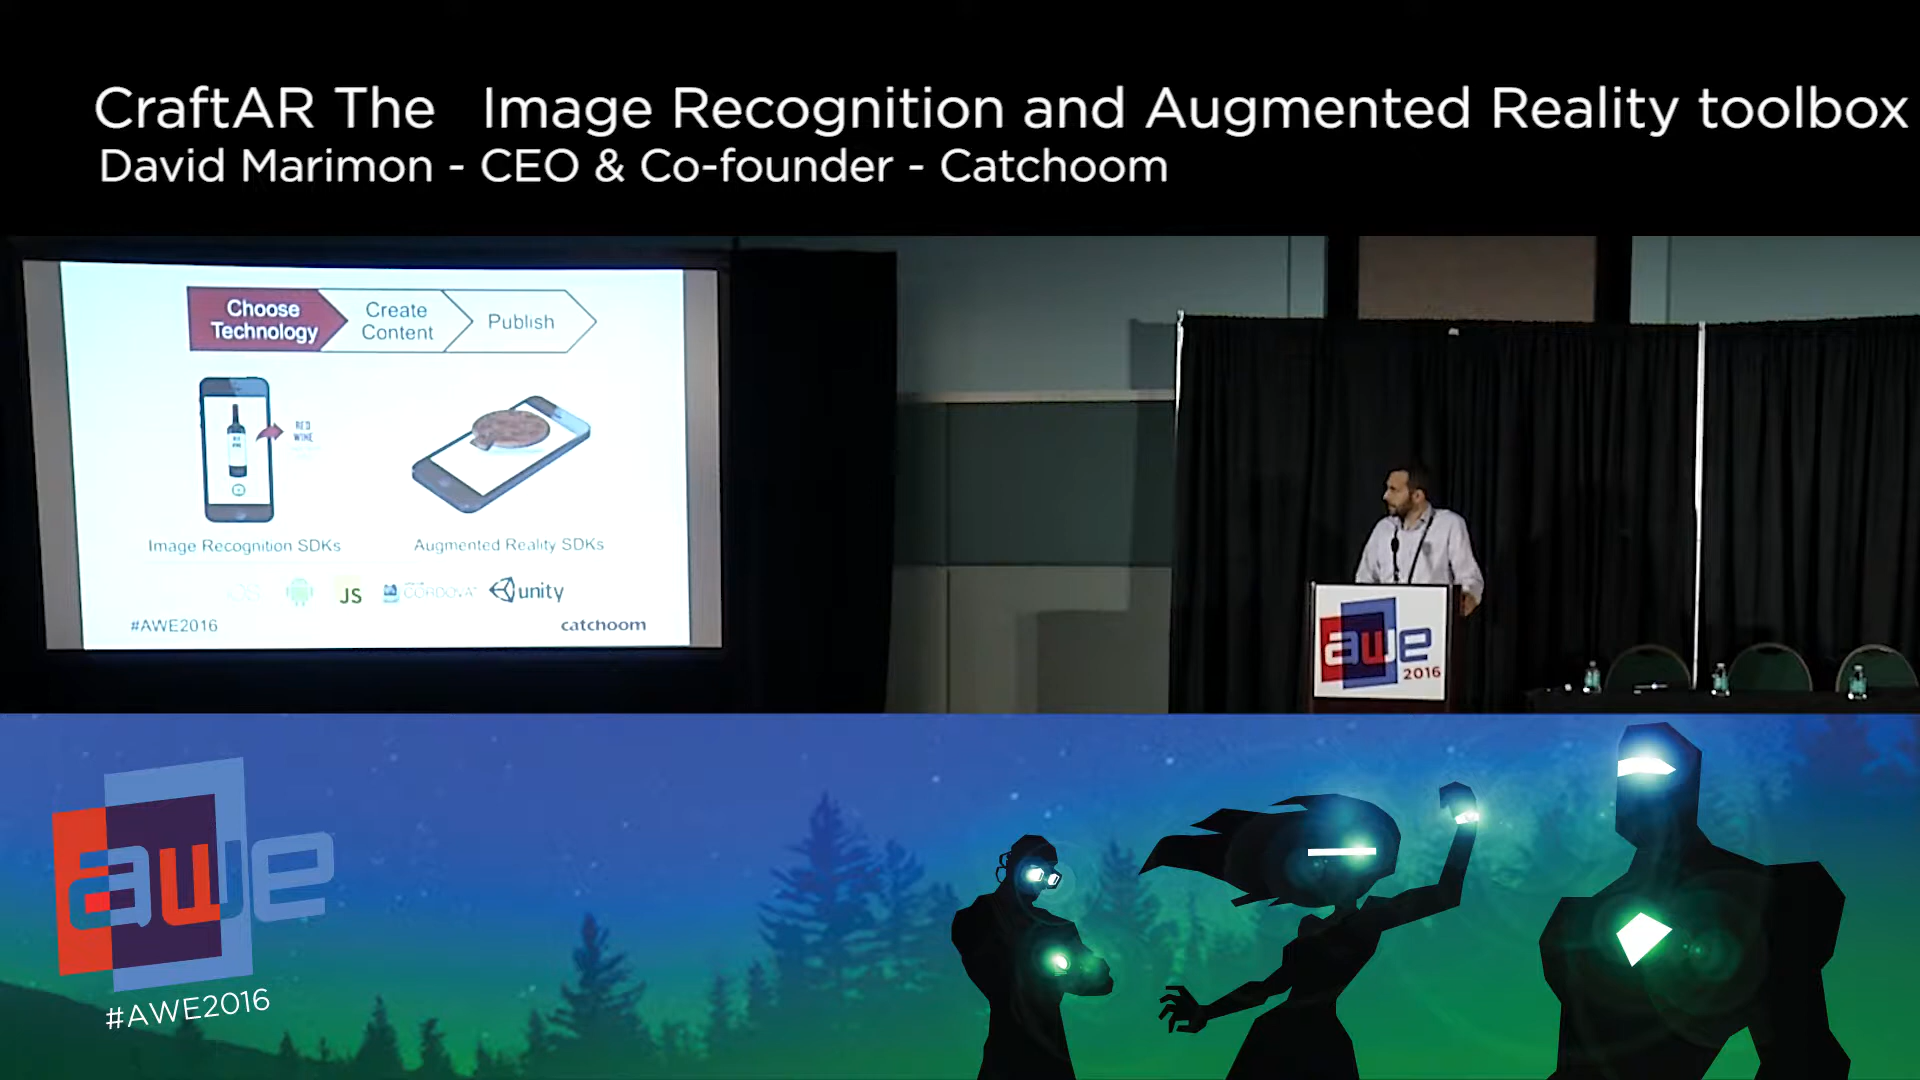 CraftAR The Image Recognition and Augmented Reality toolbox
David Marimon - CEO & Co-founder - Catchoom
Choose
Technology
Create
Content
Publish
RED
WINE
Image Recognition SDKs
Augmented Reality SDKs
iOS
JS
CORDOVA
unity
#AWE2016
catchoom
awe
2016
awe
#AWE2016